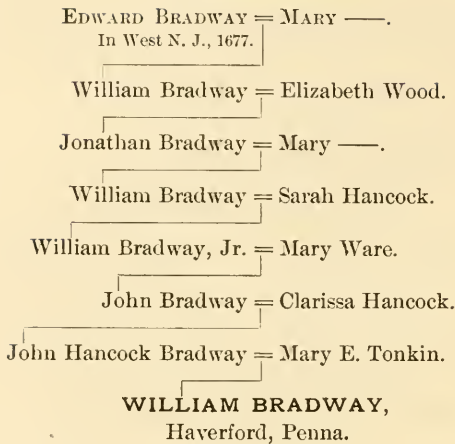 EDWARD BRADWAY = MARY ——.
In West N. J., 1677.
William Bradway = Elizabeth Wood.
Jonathan Bradway = Mary ——.
William Bradway = Sarah Hancock.
William Bradway, Jr. = Mary Ware.
John Bradway = Clarissa Hancock.
John Hancock Bradway = Mary E. Tonkin.
WILLIAM BRADWAY,
Haverford, Penna.